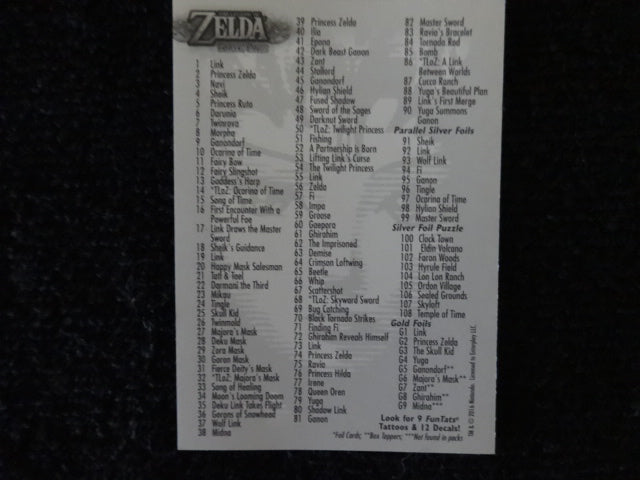 THE LEGEND OF
ZELDA
1 Link
2 Princess Zelda
3 Navi
4 Sheik
5 Princess Ruto
6 Darunia
7 Twinrova
8 Morpha
9 Ganondorf
10 Ocarina of Time
11 Fairy Bow
12 Fairy Slingshot
13 Goddess's Harp
14 *TLoZ: Ocarina of Time
15 Song of Time
16 First Encounter With a
Powerful Foe
17 Link Draws the Master
Sword
18 Sheik's Guidance
19 Link
20 Happy Mask Salesman
21 Tatl & Tael
22 Darmani the Third
23 Mikau
24 Tingle
25 Skull Kid
26 Twinmold
27 Majora's Mask
28 Deku Mask
29 Zora Mask
30 Goron Mask
31 Fierce Deity's Mask
32 *TLoZ: Majora's Mask
33 Song of Healing
34 Moon's Looming Doom
35 Deku Link Takes Flight
36 Gorons of Snowhead
37 Wolf Link
38 Midna
39 Princess Zelda
40 Ilia
41 Epona
42 Dark Beast Ganon
43 Zant
44 Stallord
45 Ganondorf
46 Hylian Shield
47 Fused Shadow
48 Sword of the Sages
49 Darknut Sword
50 *TLoZ: Twilight Princess
51 Fishing
52 A Partnership is Born
53 Lifting Link's Curse
54 The Twilight Princess
55 Link
56 Zelda
57 Fi
58 Impa
59 Groose
60 Gaepora
61 Ghirahim
62 The Imprisoned
63 Demise
64 Crimson Loftwing
65 Beetle
66 Whip
67 Scattershot
68 *TLoZ: Skyward Sword
69 Bug Catching
70 Black Tornado Strikes
71 Finding Fi
72 Ghirahim Reveals Himself
73 Link
74 Princess Zelda
75 Ravio
76 Princess Hilda
77 Irene
78 Queen Oren
79 Yuga
80 Shadow Link
81 Ganon
82 Master Sword
83 Ravio's Bracelet
84 Tornado Rod
85 Bomb
86 *TLoZ: A Link
Between Worlds
87 Cucco Ranch
88 Yuga's Beautiful Plan
89 Link's First Merge
90 Yuga Summons
Ganon
Parallel Silver Foils
91 Sheik
92 Link
93 Wolf Link
94 Fi
95 Ganon
96 Tingle
97 Ocarina of Time
98 Hylian Shield
99 Master Sword
Silver Foil Puzzle
100 Clock Town
101 Eldin Volcano
102 Faron Woods
103 Hyrule Field
104 Lon Lon Ranch
105 Ordon Village
106 Sealed Grounds
107 Skyloft
108 Temple of Time
Gold Foils
G1 Link
G2 Princess Zelda
G3 The Skull Kid
G4 Yuga
G5 Ganondorf**
G6 Majora's Mask**
G7 Zant**
G8 Ghirahim**
G9 Midna***
Look for 9 FunTats®
Tattoos & 12 Decals!
*Foil Cards; **Box Toppers; ***Not found in packs
TM & © 2016 Nintendo. Licensed to Enterplay LLC.